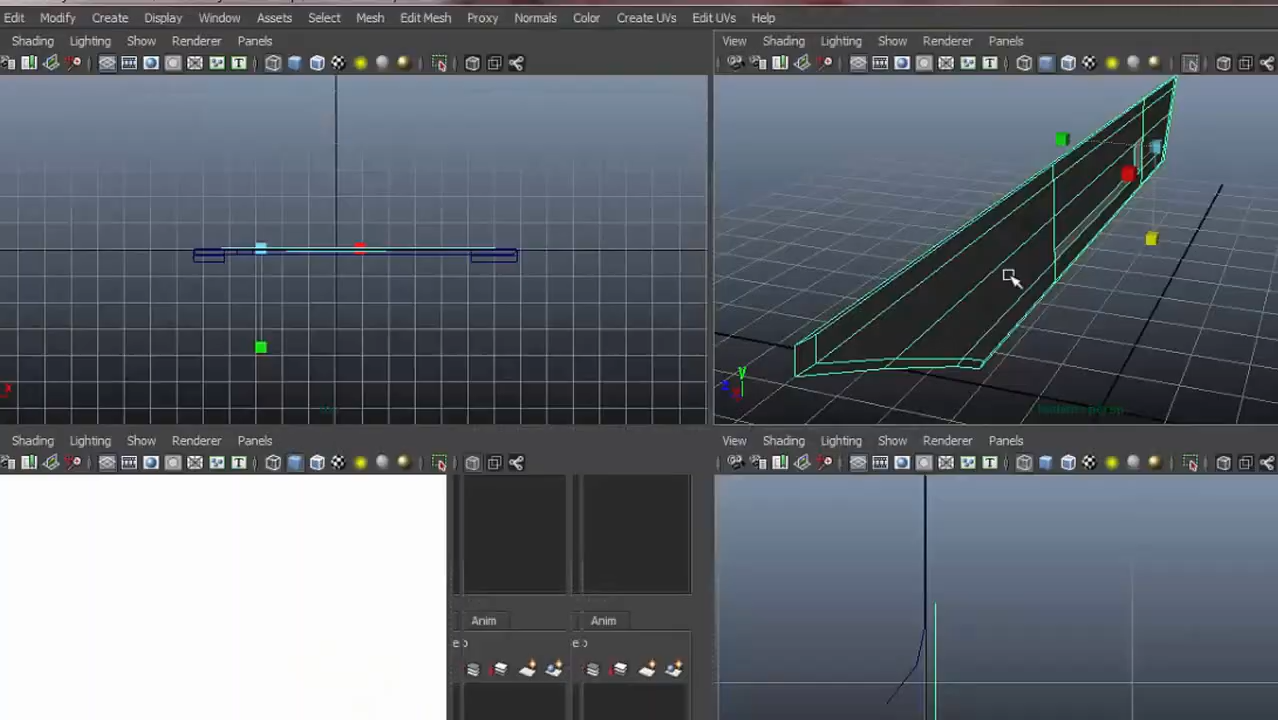 Edit Modify Create Display Window Assets Select Mesh Edit Mesh Proxy Normals Color Create UVs Edit UVs Help
Shading Lighting Show Renderer Panels
View Shading Lighting Show Renderer Panels
T
T
x
y
z
x
persp
Shading Lighting Show Renderer Panels
View Shading Lighting Show Renderer Panels
T
T
Anim
Anim